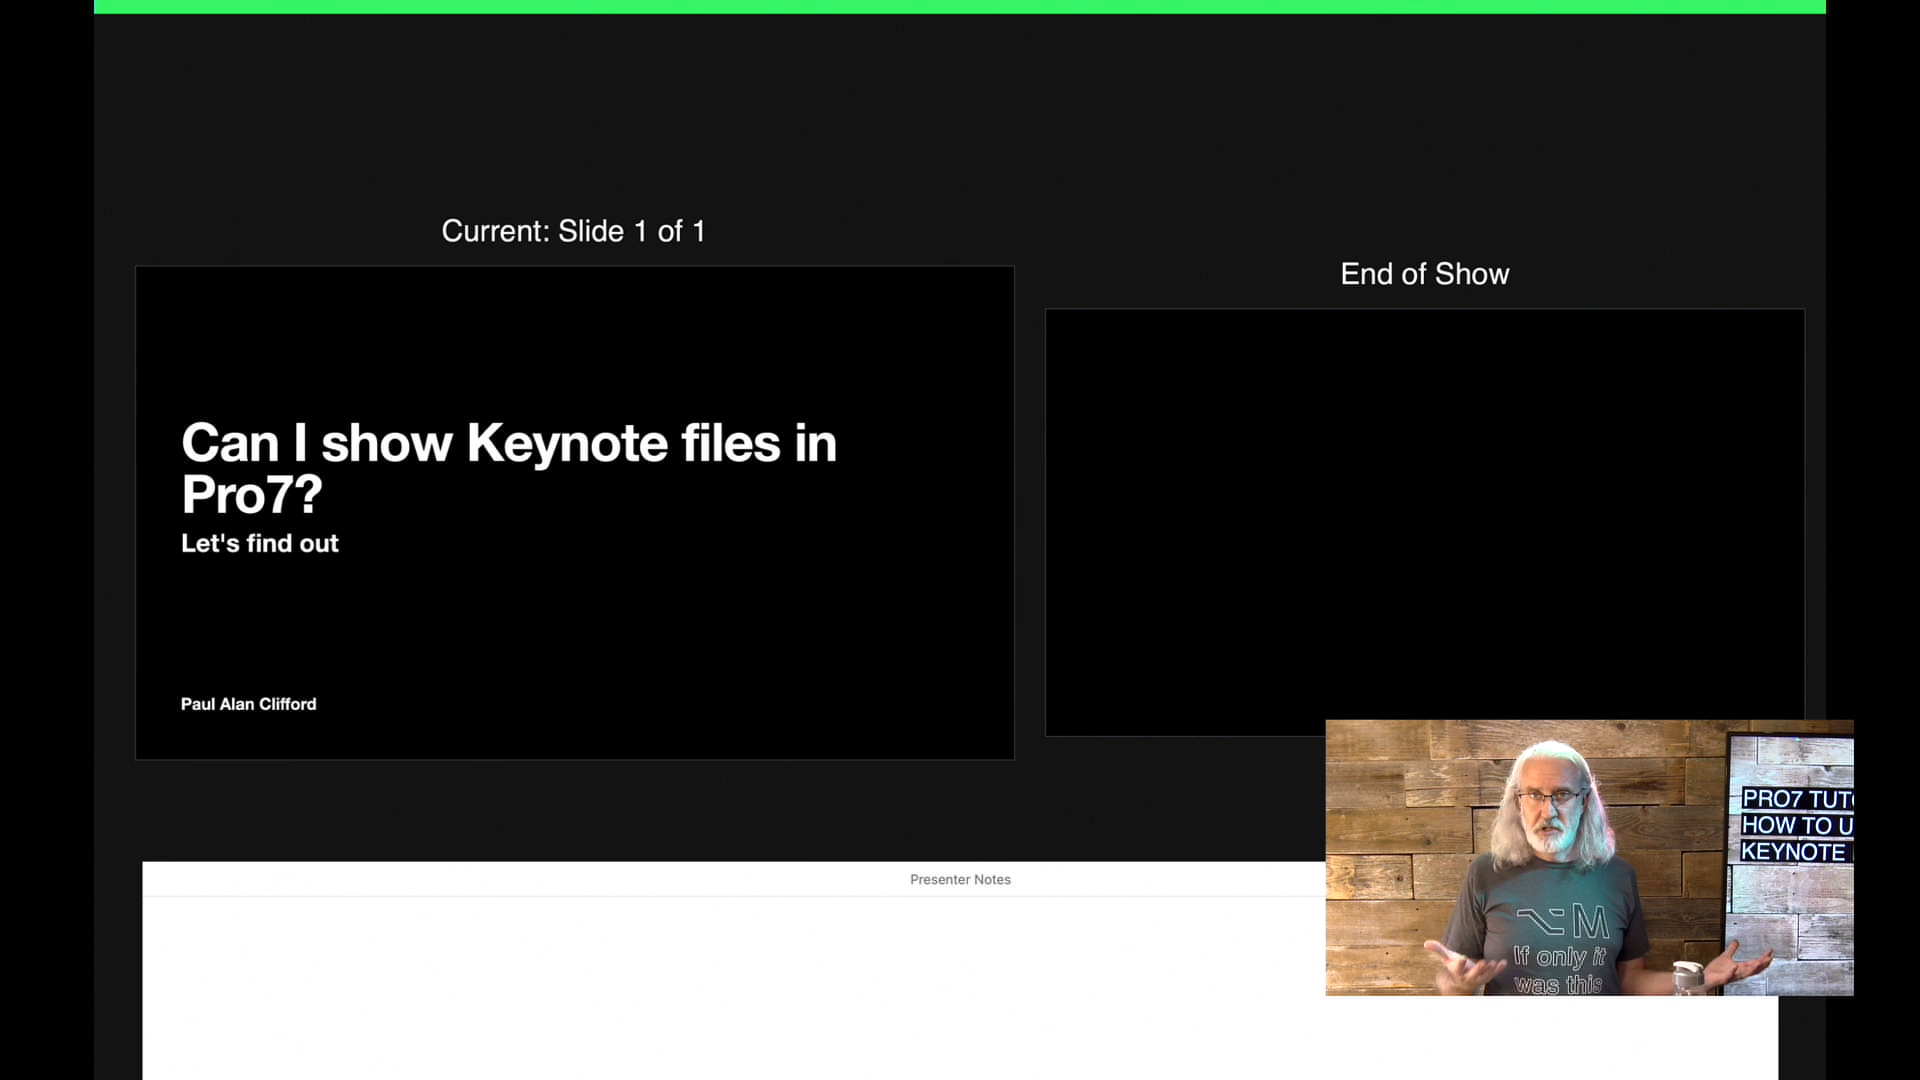 Current: Slide 1 of 1
End of Show
Can I show Keynote files in
Pro7?
Let's find out
Paul Alan Clifford
Presenter Notes
PRO7 TUT
HOW TO U
KEYNOTE
⌥M
If only it
was this